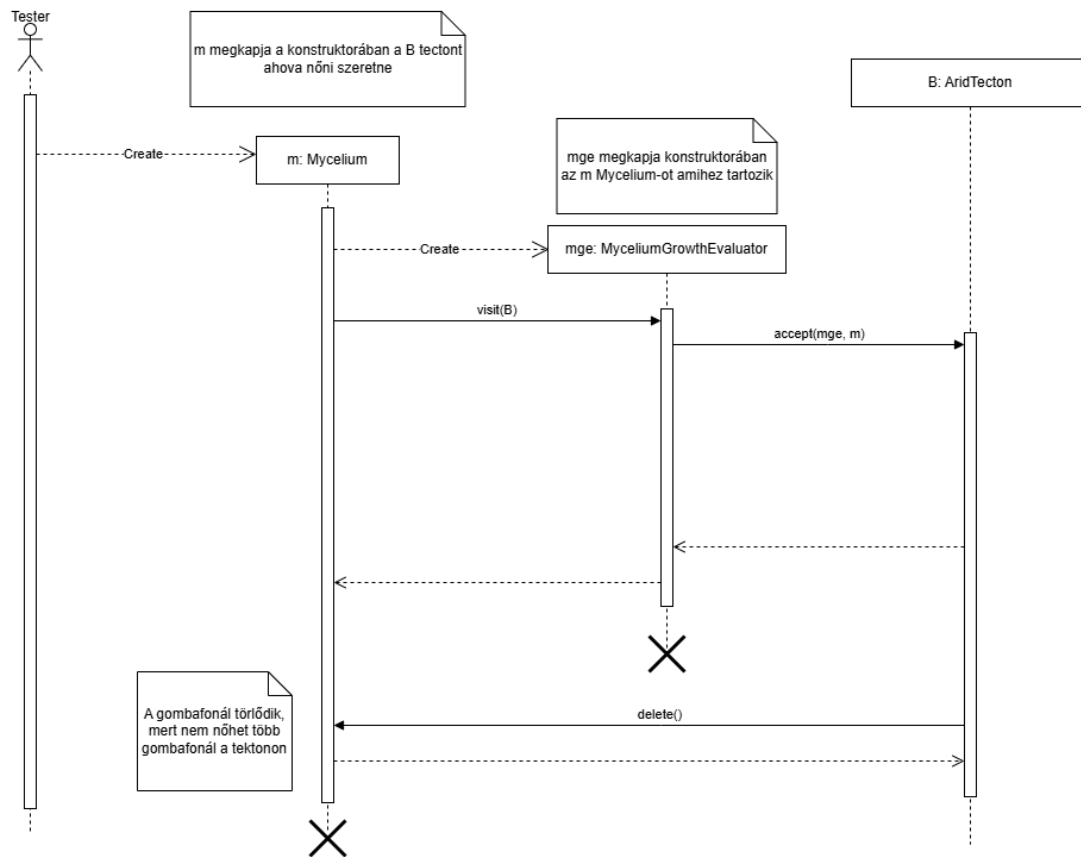 Tester
m megkapja a konstruktorában a B tectont
ahova nőni szeretne
B: AridTecton
Create
m: Mycelium
mge megkapja konstruktorában
az m Mycelium-ot amihez tartozik
Create
mge: MyceliumGrowthEvaluator
visit(B)
accept(mge, m)
A gombafonál törlődik,
mert nem nőhet több
gombafonál a tektonon
delete()